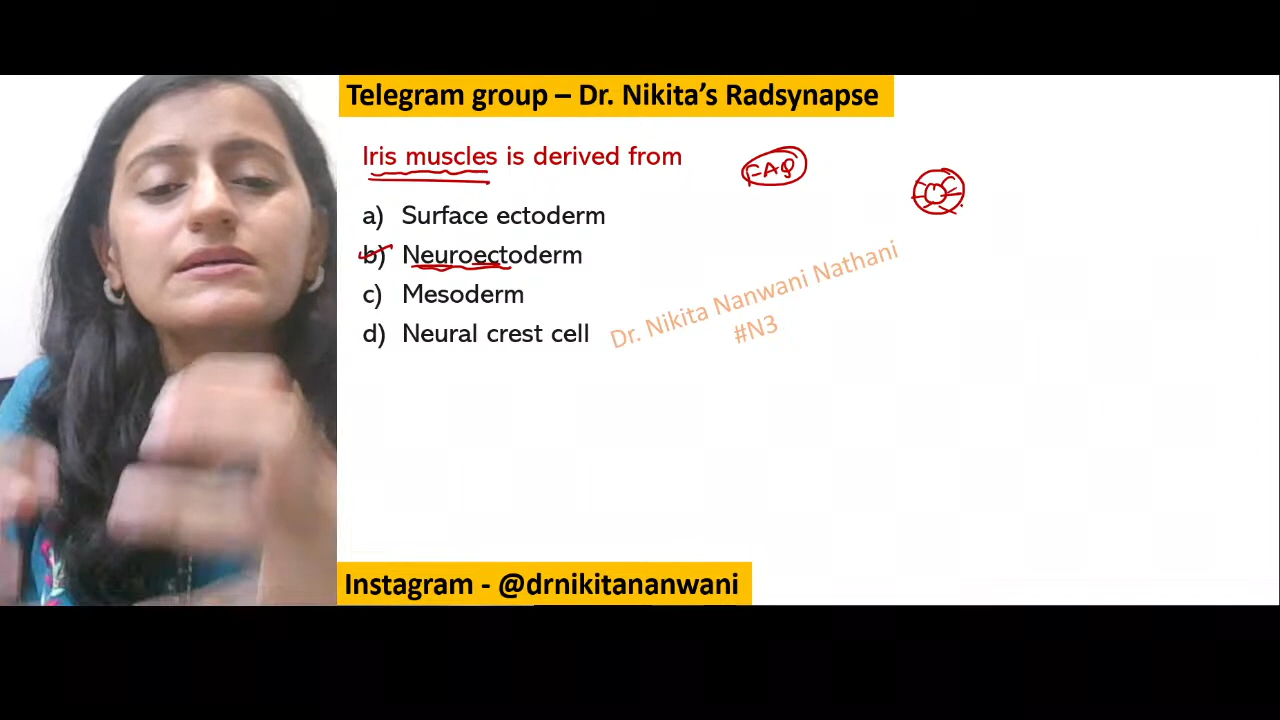 Telegram group – Dr. Nikita's Radsynapse
Iris muscles is derived from
FAQ
a) Surface ectoderm
b) Neuroectoderm
c) Mesoderm
d) Neural crest cell
Dr. Nikita Nanwani Nathani
#N3
Instagram - @drnikitananwani